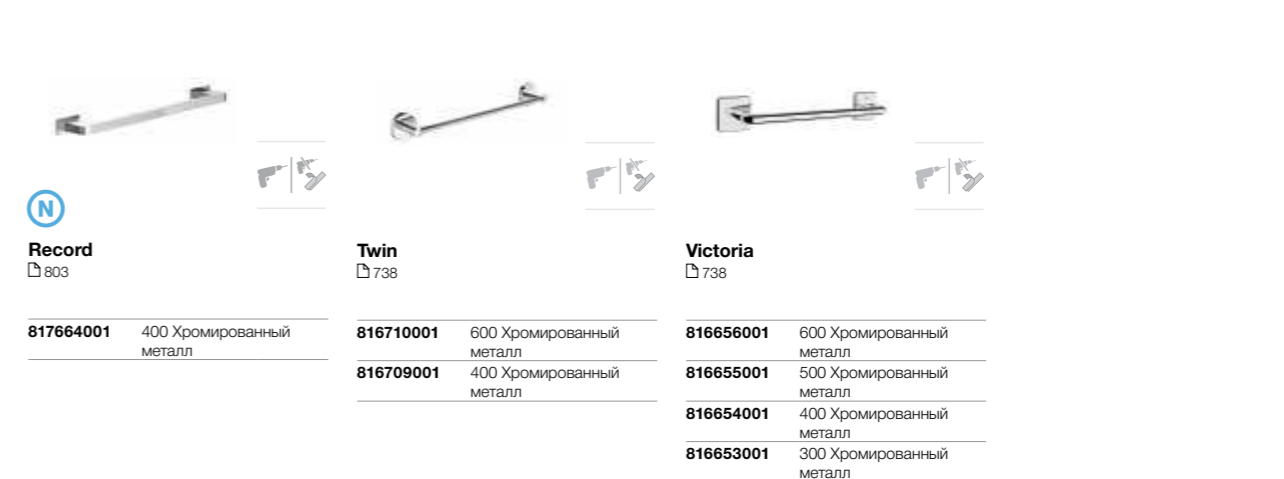 N
Record
803
817664001 400 Хромированный
металл
Twin
738
816710001 600 Хромированный
металл
816709001 400 Хромированный
металл
Victoria
738
816656001 600 Хромированный
металл
816655001 500 Хромированный
металл
816654001 400 Хромированный
металл
816653001 300 Хромированный
металл